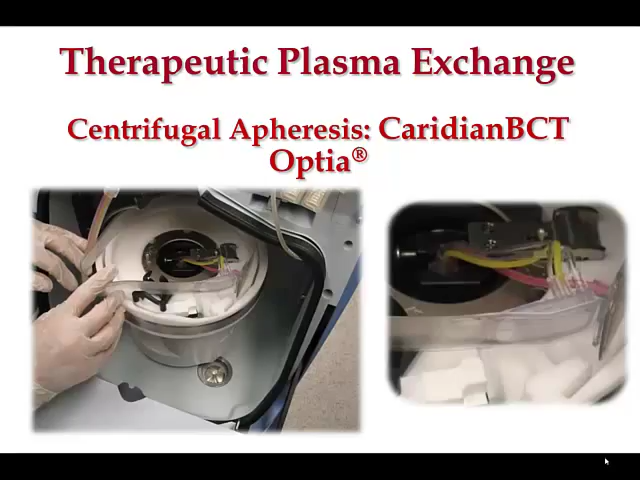 Therapeutic Plasma Exchange
Centrifugal Apheresis: CaridianBCT
Optia®